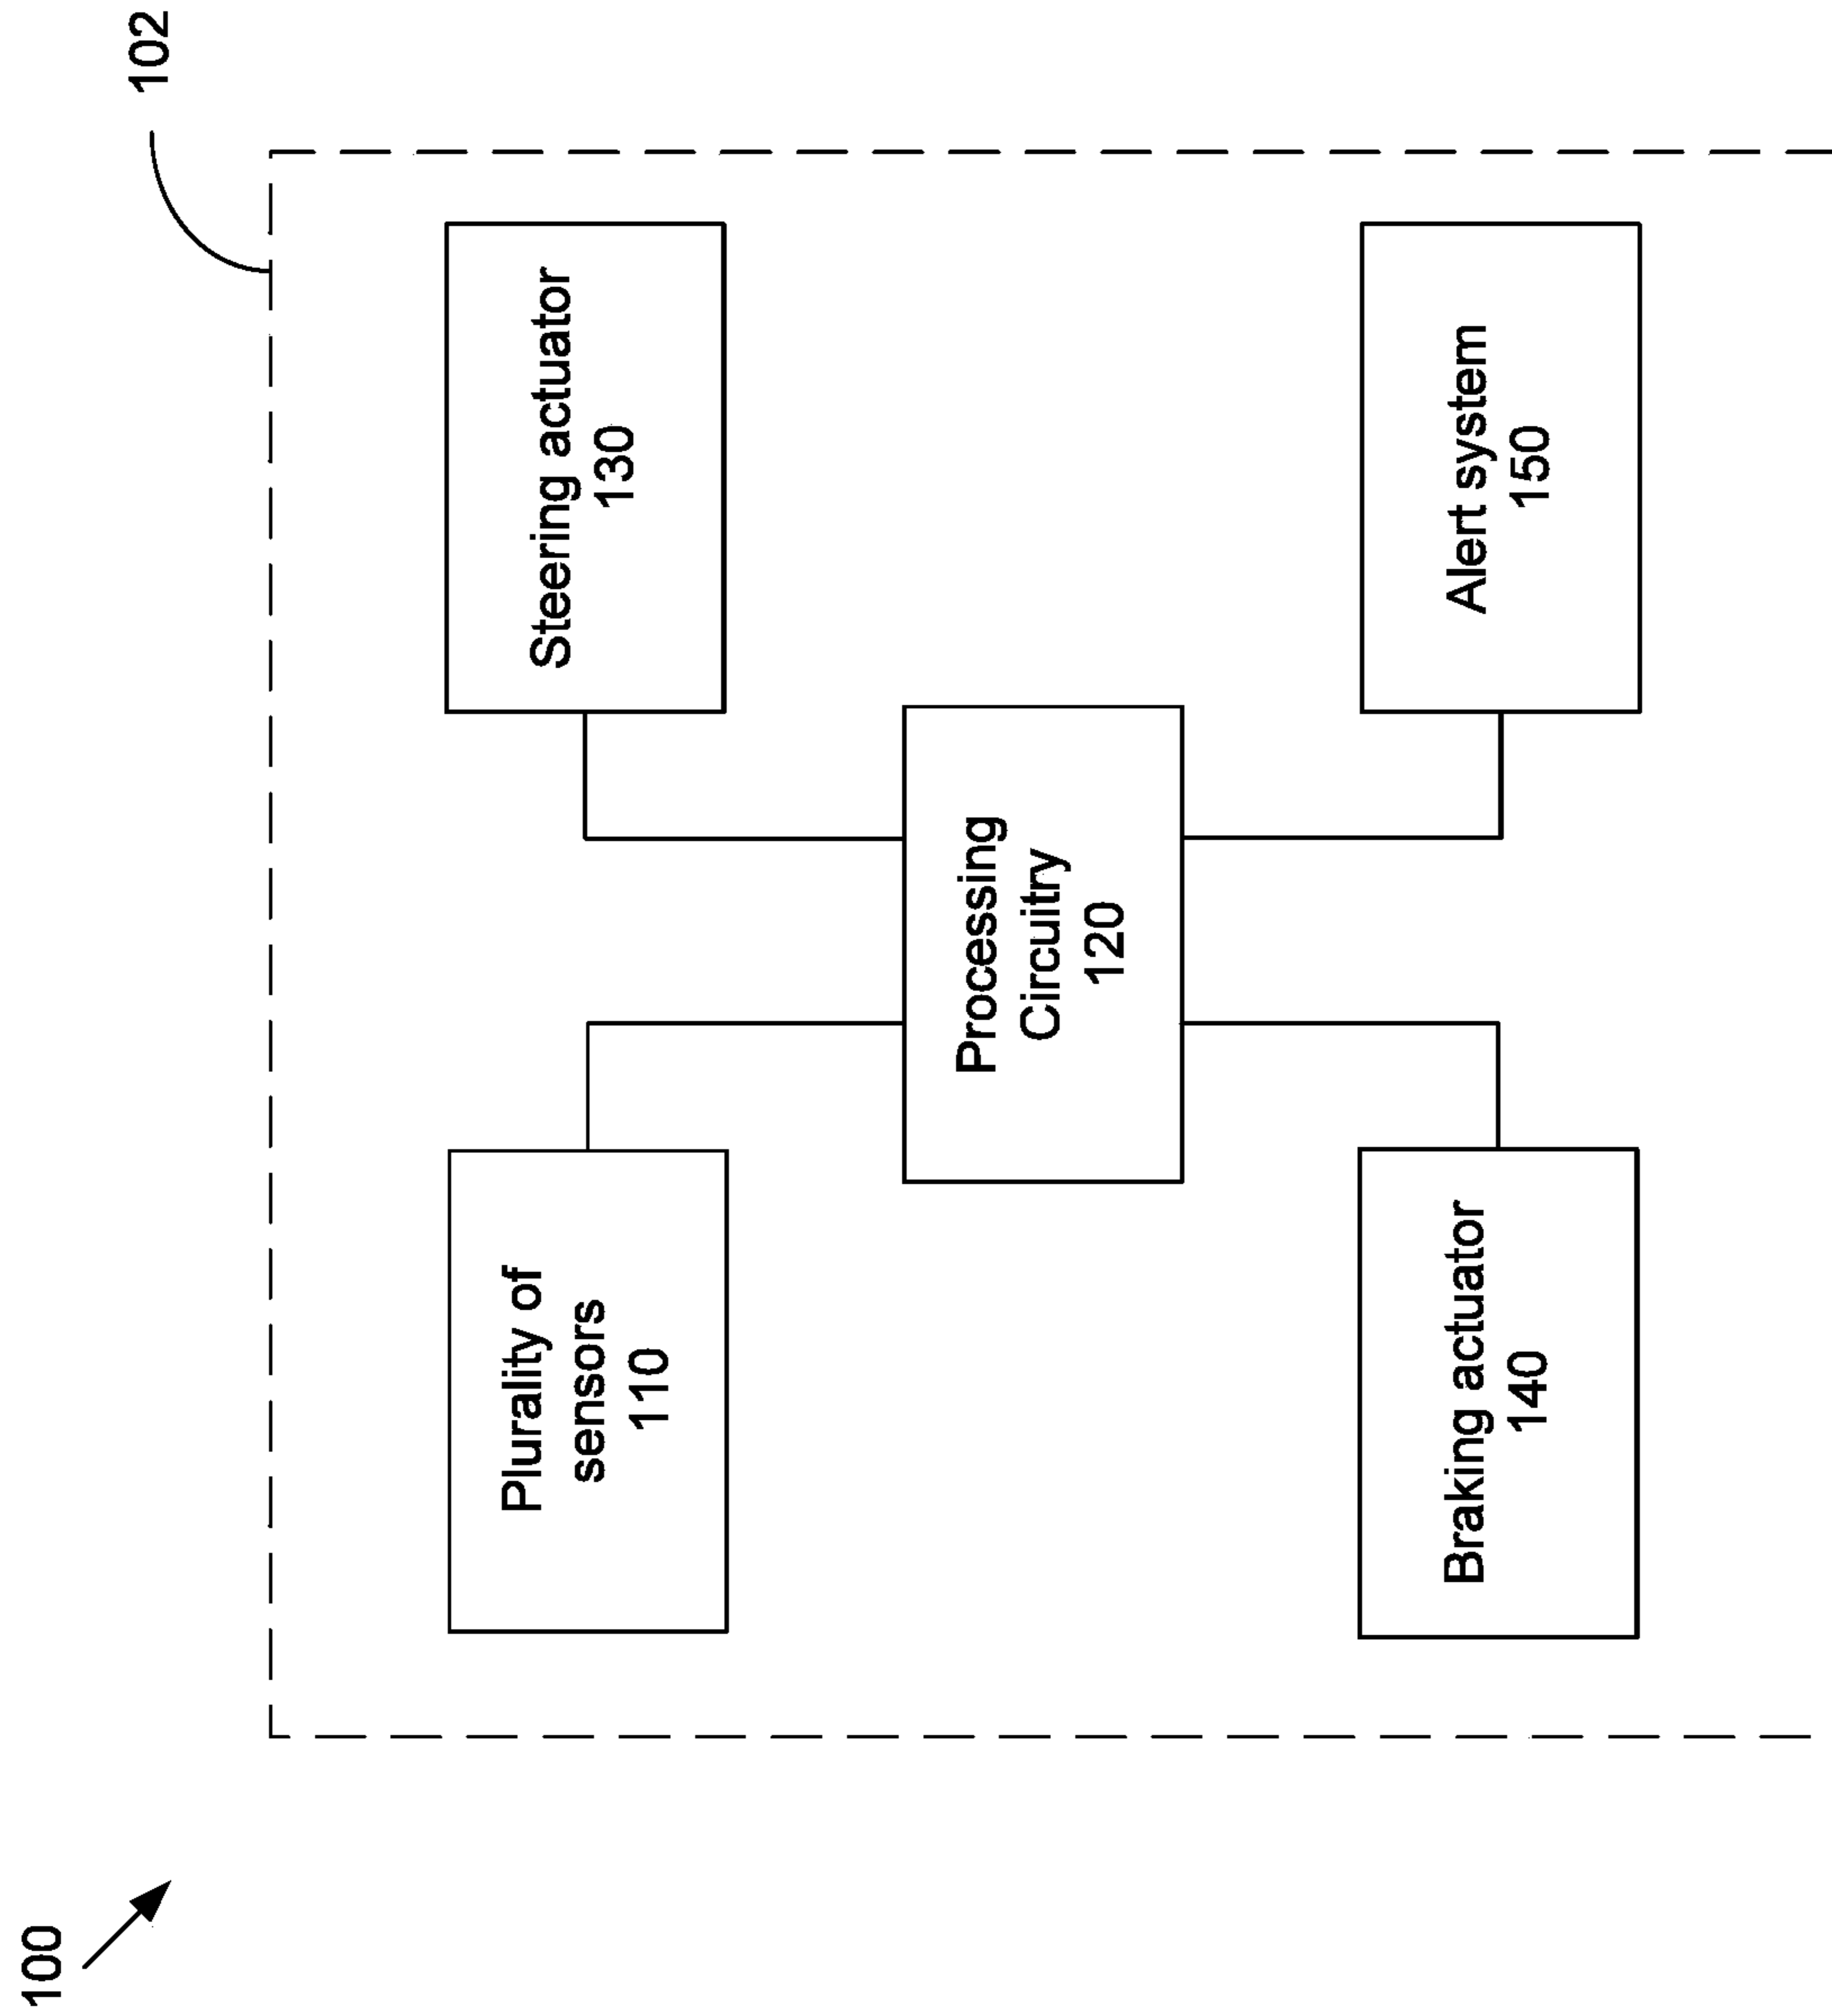 100
102
Plurality of
sensors
110
Steering actuator
130
Processing
Circuitry
120
Braking actuator
140
Alert system
150